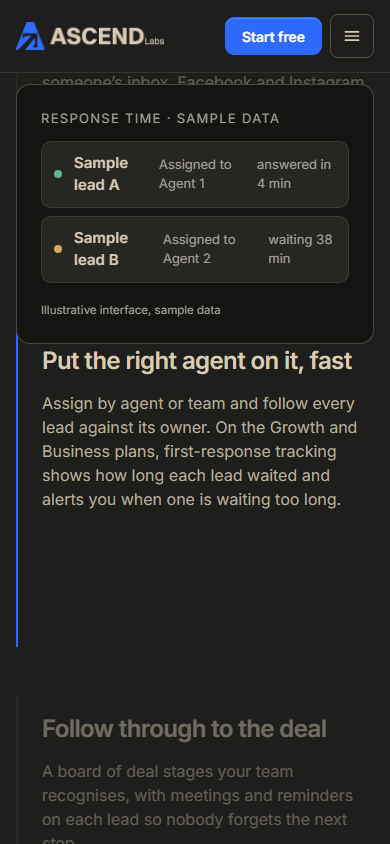 ASCEND Labs
Start free
someone's inbox. Facebook and Instagram
RESPONSE TIME · SAMPLE DATA
Sample lead A
Assigned to Agent 1
answered in 4 min
Sample lead B
Assigned to Agent 2
waiting 38 min
Illustrative interface, sample data
Put the right agent on it, fast
Assign by agent or team and follow every
lead against its owner. On the Growth and
Business plans, first-response tracking
shows how long each lead waited and
alerts you when one is waiting too long.
Follow through to the deal
A board of deal stages your team
recognises, with meetings and reminders
on each lead so nobody forgets the next
step.